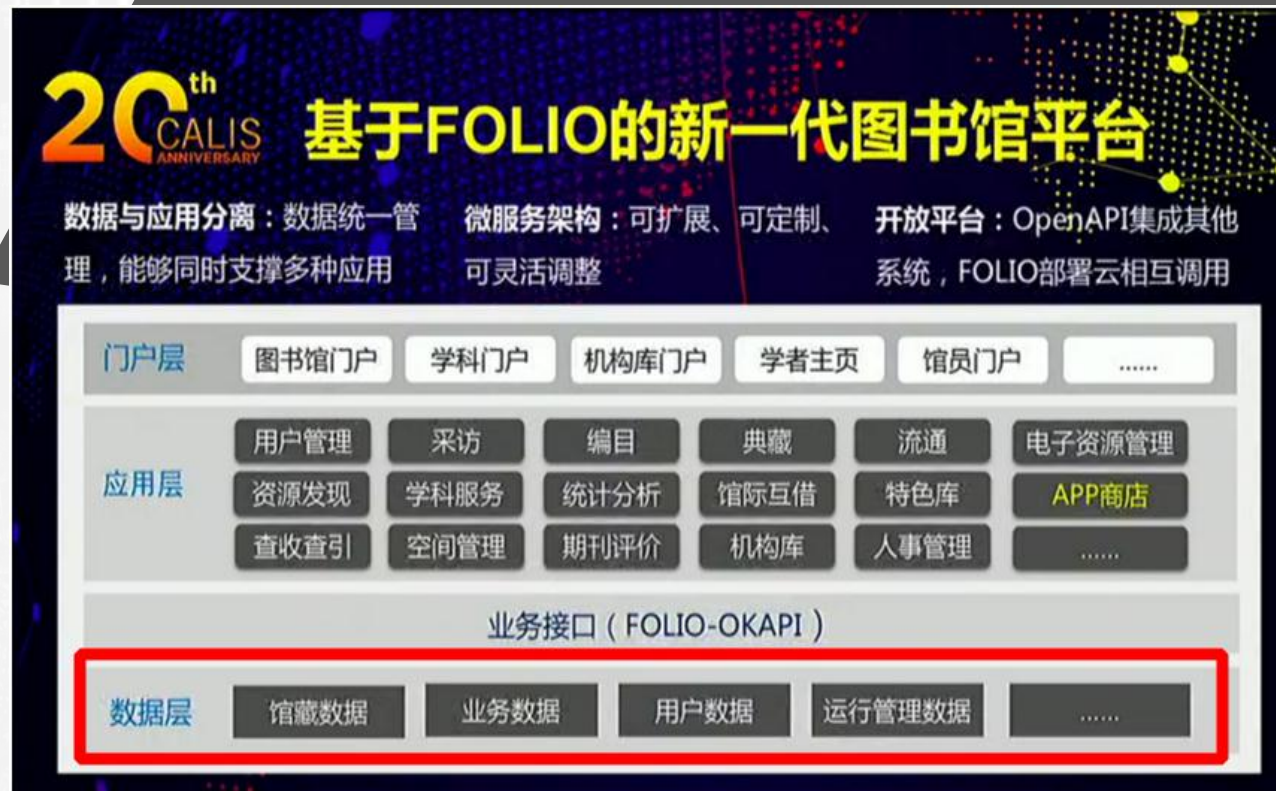 20th
CALIS
ANNIVERSARY
基于FOLIO的新一代图书馆平台
数据与应用分离：数据统一管
理，能够同时支撑多种应用
微服务架构：可扩展、可定制、
可灵活调整
开放平台：OpenAPI集成其他
系统，FOLIO部署云相互调用
门户层 图书馆门户 学科门户 机构库门户 学者主页 馆员门户 ......
应用层
用户管理 采访 编目 典藏 流通 电子资源管理
资源发现 学科服务 统计分析 馆际互借 特色库 APP商店
查收查引 空间管理 期刊评价 机构库 人事管理 ......
业务接口（FOLIO-OKAPI）
数据层 馆藏数据 业务数据 用户数据 运行管理数据 ......